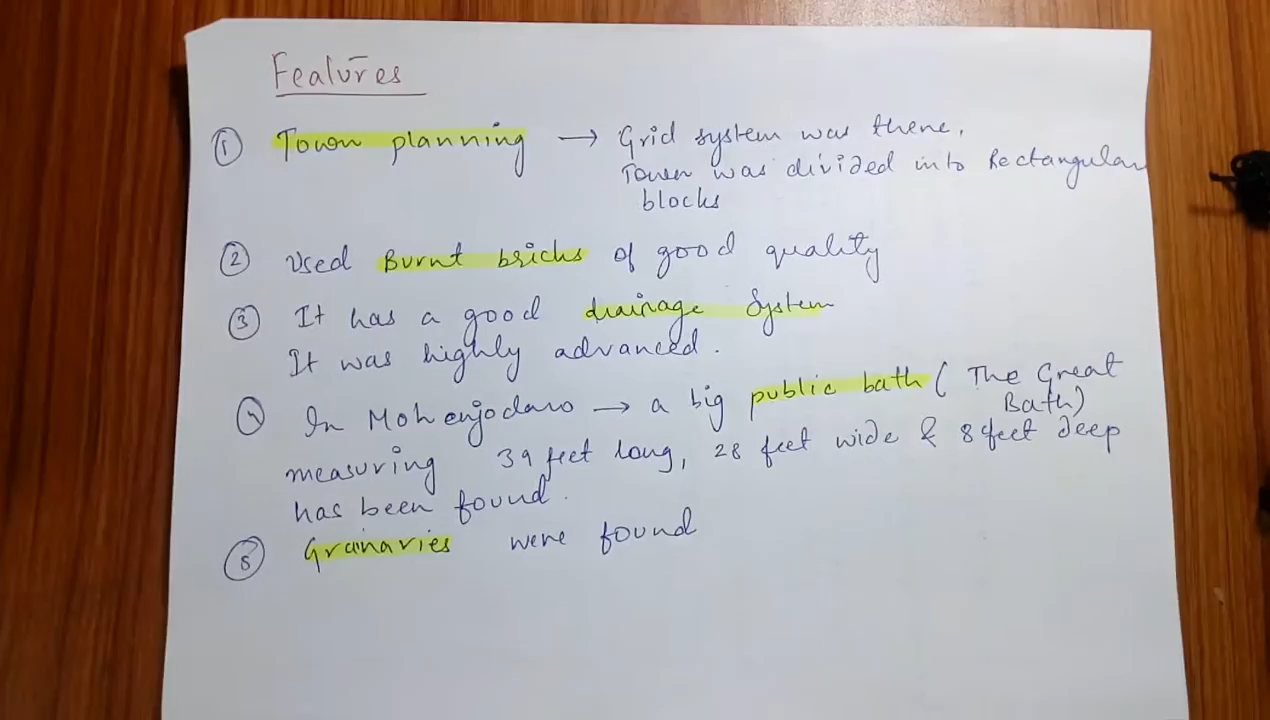 Features
① Town planning → Grid system was there.
Town was divided into Rectangular
blocks
② Used Burnt bricks of good quality
③ It has a good drainage System
It was highly advanced.
④ In Mohenjodaro → a big public bath ( The Great
Bath)
measuring 39 feet long, 28 feet wide & 8 feet deep
has been found.
⑤ Granaries were found